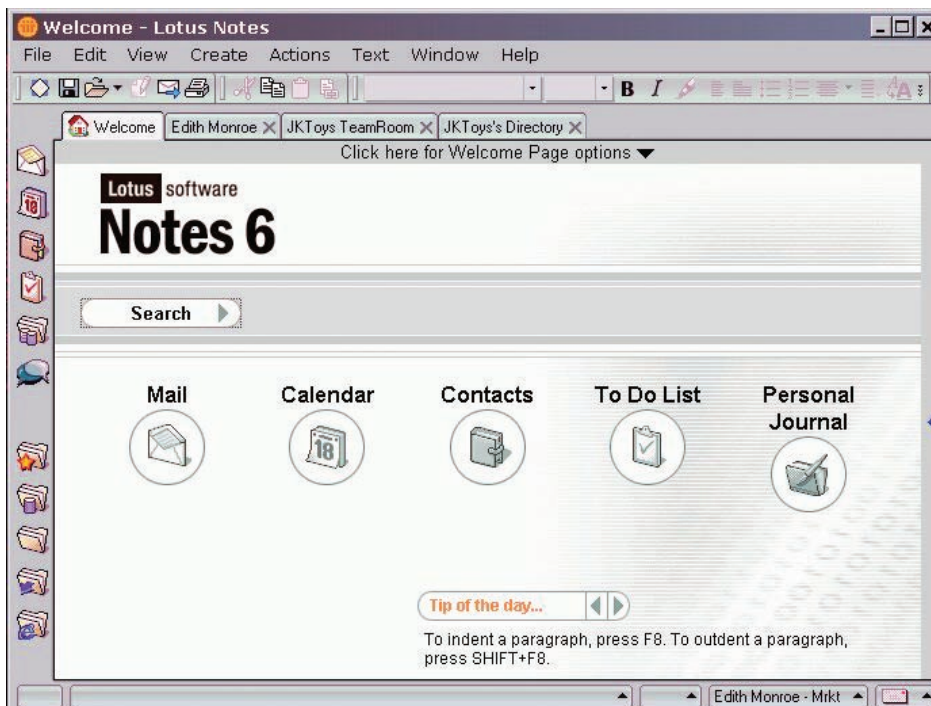 Welcome - Lotus Notes
File Edit View Create Actions Text Window Help
B I A
Welcome Edith Monroe JKToys TeamRoom JKToys's Directory
Click here for Welcome Page options
18
Lotus software
Notes 6
Search
Mail Calendar Contacts To Do List Personal Journal
18
Tip of the day...
To indent a paragraph, press F8. To outdent a paragraph,
press SHIFT+F8.
Edith Monroe - Mrkt